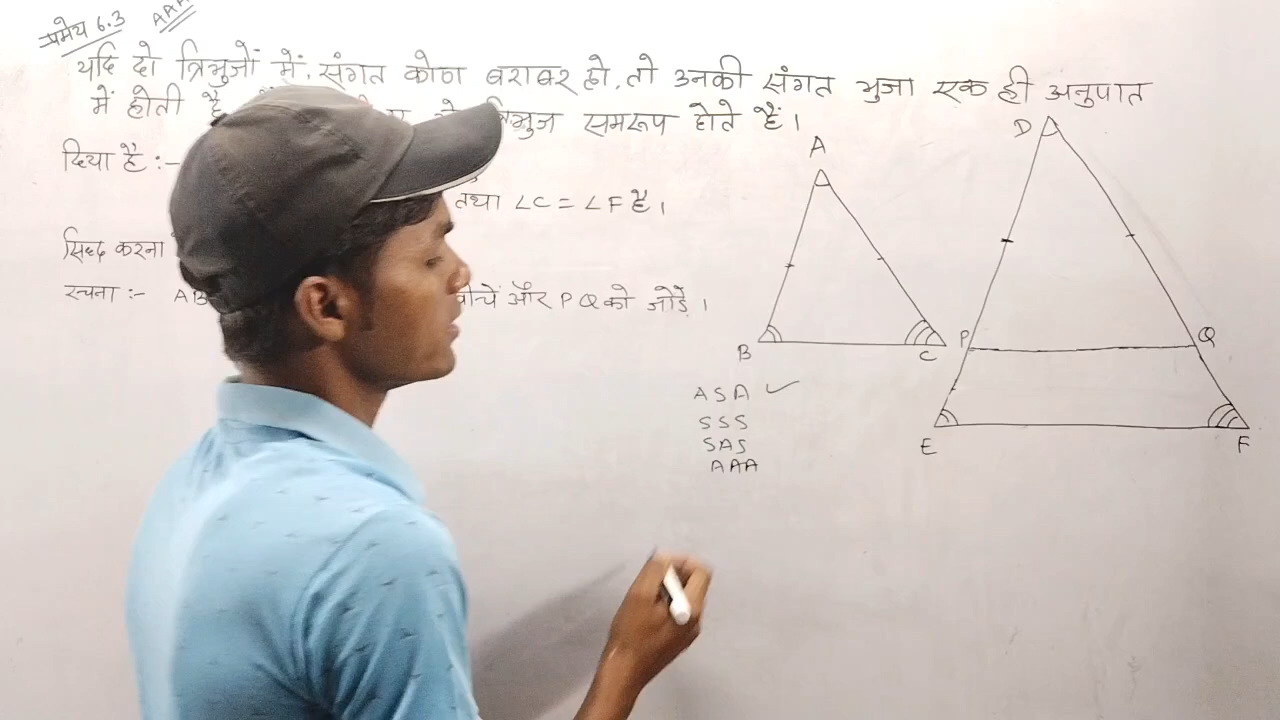 प्रमेय 6.3 AAA
यदि दो त्रिभुजों में, संगत कोण बराबर हो, तो उनकी संगत भुजा एक ही अनुपात
में होती है त्रिभुज समरूप होते हैं।
दिया है :-
तथा ∠C = ∠F है।
सिद्ध करना
रचना :- AB खींचें और PQ को जोड़ें।
A
B
C
D
P
Q
E
F
ASA ✓
SSS
SAS
AAA